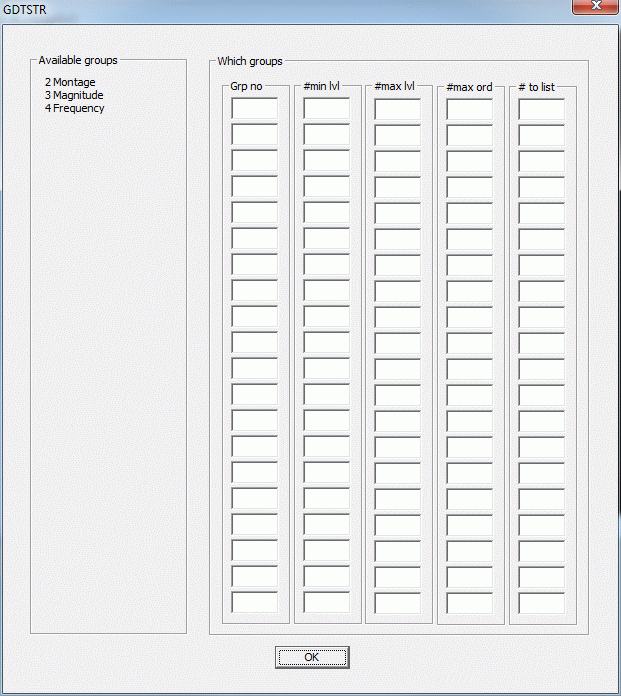 GDTSTR
Available groups
2 Montage
3 Magnitude
4 Frequency
Which groups
Grp no #min lvl #max lvl #max ord # to list
OK